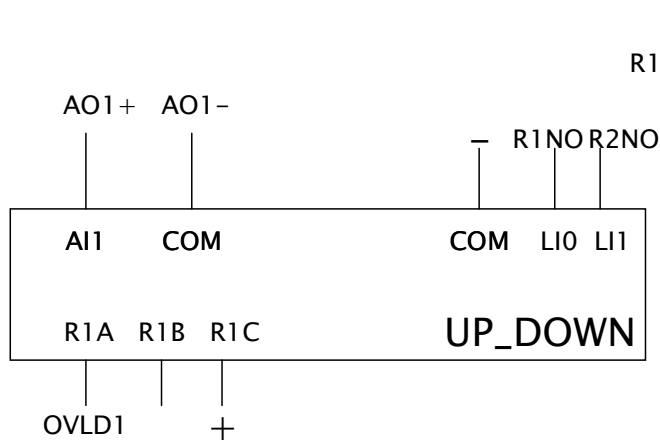 R1
AO1+ AO1-
- R1NO R2NO
AI1 COM COM LI0 LI1
R1A R1B R1C UP_DOWN
OVLD1 +